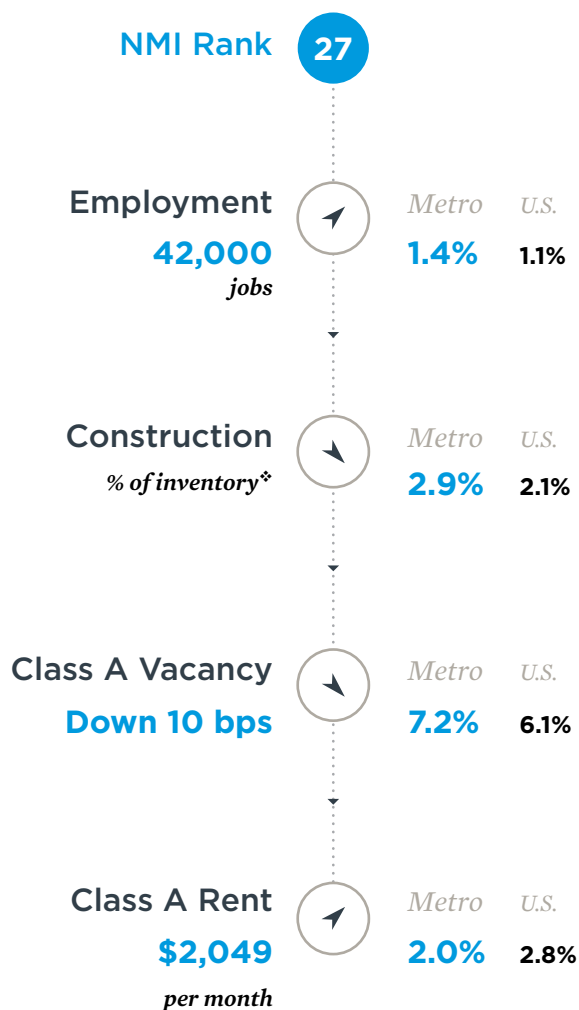 NMI Rank 27
Employment Metro U.S.
42,000 1.4% 1.1%
jobs
Construction Metro U.S.
% of inventory❖ 2.9% 2.1%
Class A Vacancy Metro U.S.
Down 10 bps 7.2% 6.1%
Class A Rent Metro U.S.
$2,049 2.0% 2.8%
per month